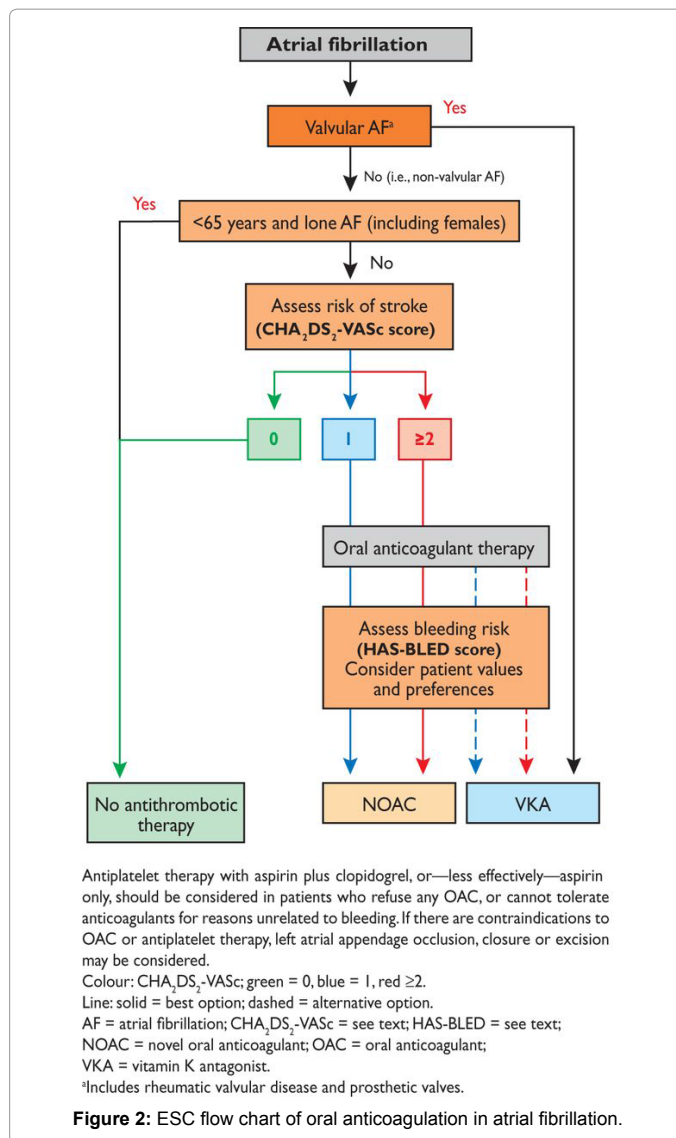 Atrial fibrillation
Yes
Valvular AFᵃ
No (i.e., non-valvular AF)
Yes
<65 years and lone AF (including females)
No
Assess risk of stroke
(CHA₂DS₂-VASc score)
0
1
≥2
Oral anticoagulant therapy
Assess bleeding risk
(HAS-BLED score)
Consider patient values
and preferences
No antithrombotic
therapy
NOAC
VKA
Antiplatelet therapy with aspirin plus clopidogrel, or—less effectively—aspirin
only, should be considered in patients who refuse any OAC, or cannot tolerate
anticoagulants for reasons unrelated to bleeding. If there are contraindications to
OAC or antiplatelet therapy, left atrial appendage occlusion, closure or excision
may be considered.
Colour: CHA₂DS₂-VASc; green = 0, blue = 1, red ≥2.
Line: solid = best option; dashed = alternative option.
AF = atrial fibrillation; CHA₂DS₂-VASc = see text; HAS-BLED = see text;
NOAC = novel oral anticoagulant; OAC = oral anticoagulant;
VKA = vitamin K antagonist.
ᵃIncludes rheumatic valvular disease and prosthetic valves.
Figure 2: ESC flow chart of oral anticoagulation in atrial fibrillation.